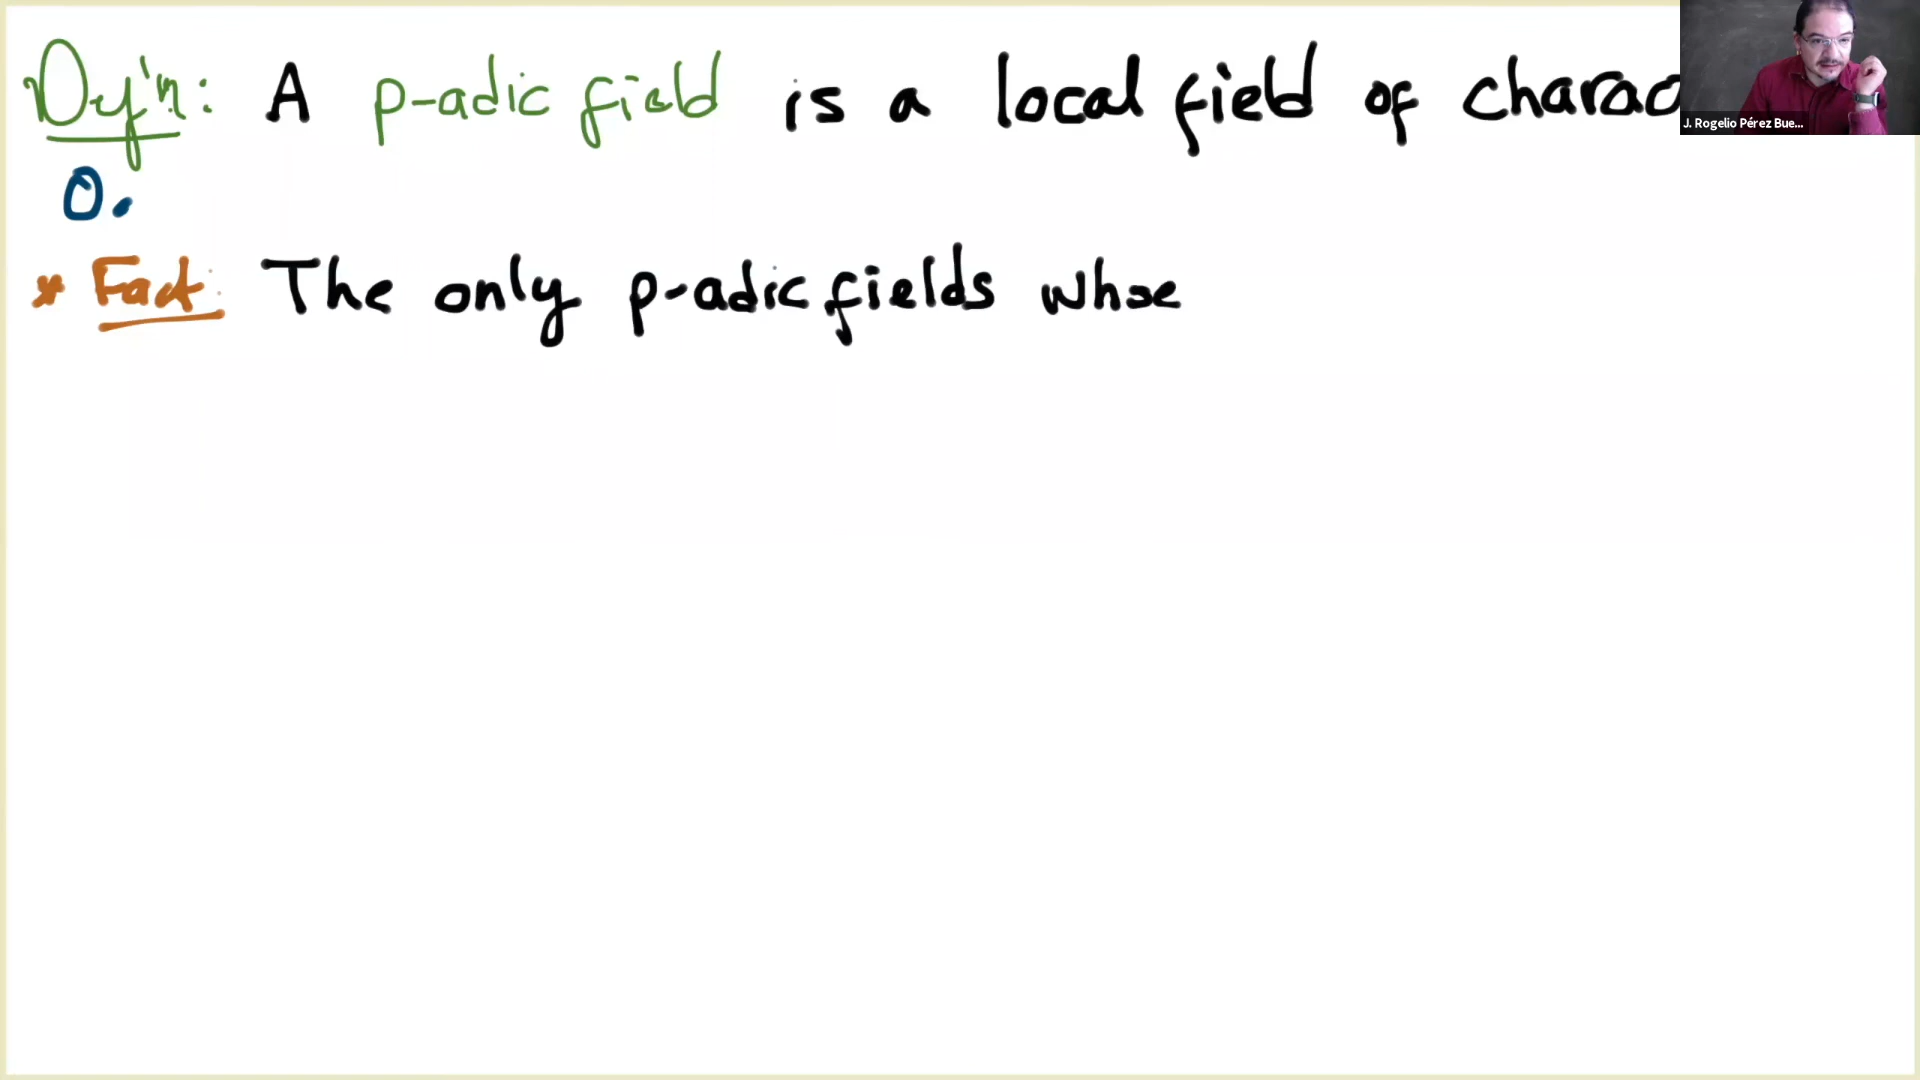 Def'n: A p-adic field is a local field of charac
J. Rogelio Pérez Bue...
0.
* Fact: The only p-adic fields whose